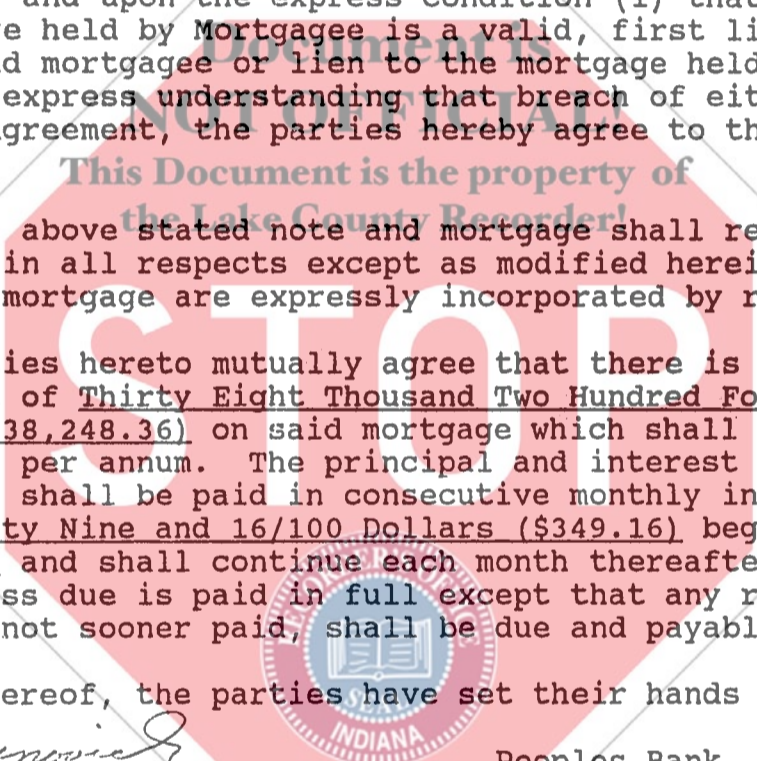 and upon the express condition (1) that
e held by Mortgagee is a valid, first li
d mortgagee or lien to the mortgage held
express understanding that breach of eit
greement, the parties hereby agree to th
Document is
NOT OFFICIAL!
This Document is the property of
the Lake County Recorder!
above stated note and mortgage shall re
in all respects except as modified herei
mortgage are expressly incorporated by r
STOP
ies hereto mutually agree that there is
of Thirty Eight Thousand Two Hundred Fo
38,248.36) on said mortgage which shall
per annum. The principal and interest
shall be paid in consecutive monthly in
ty Nine and 16/100 Dollars ($349.16) beg
and shall continue each month thereafte
ss due is paid in full except that any r
not sooner paid, shall be due and payabl
ereof, the parties have set their hands
SEAL
INDIANA
Peoples Bank